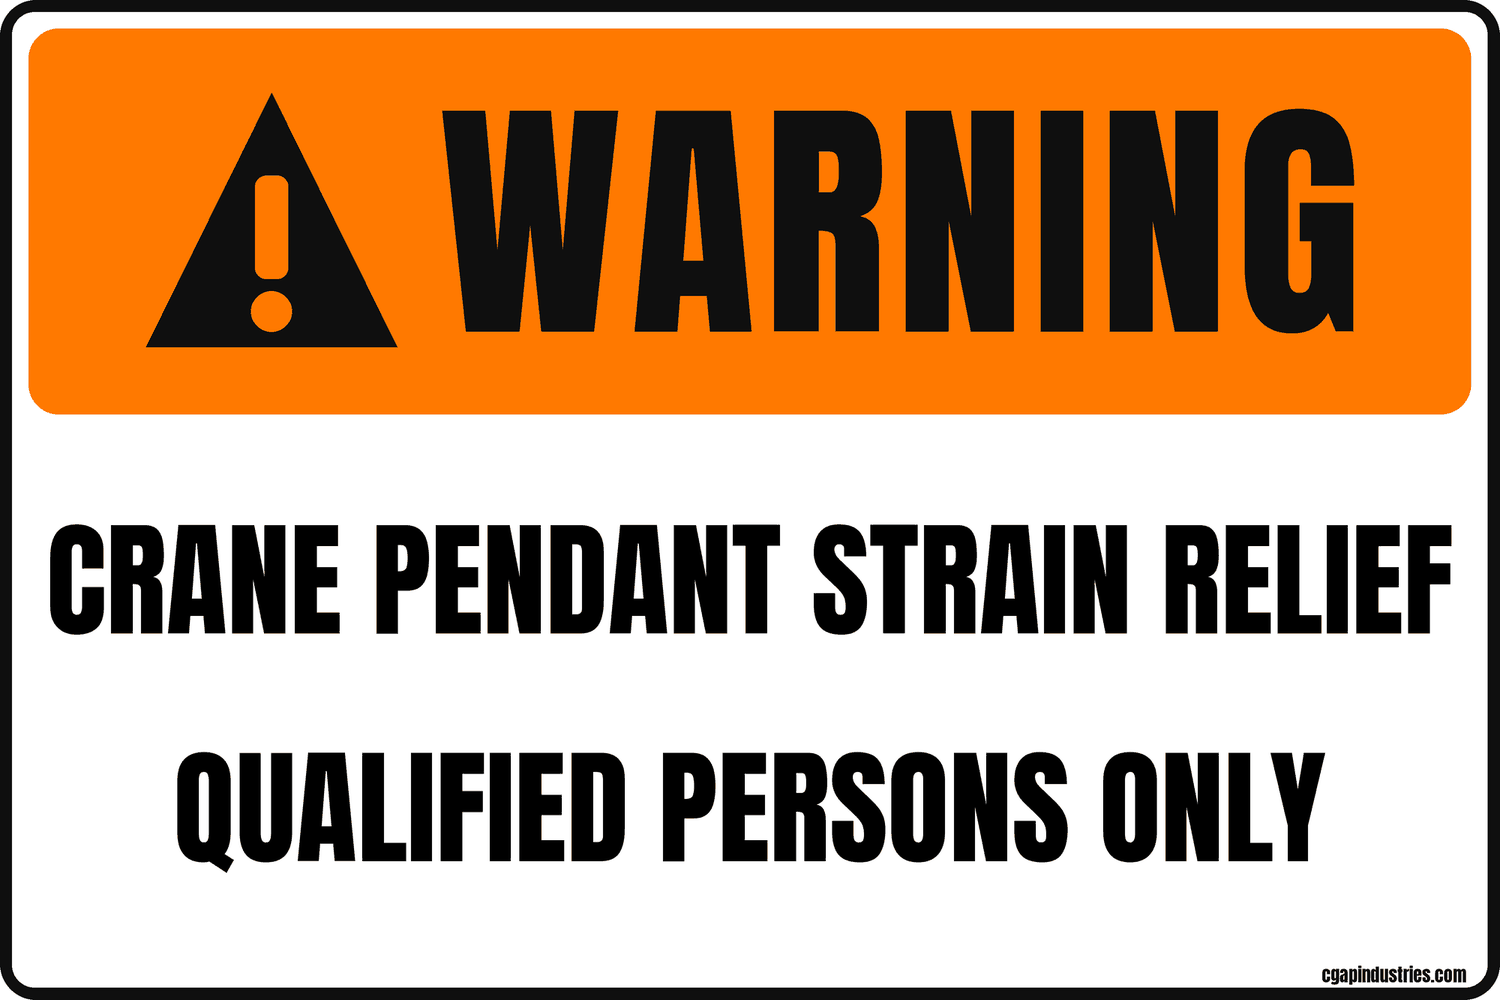 WARNING
CRANE PENDANT STRAIN RELIEF
QUALIFIED PERSONS ONLY
cgapindustries.com